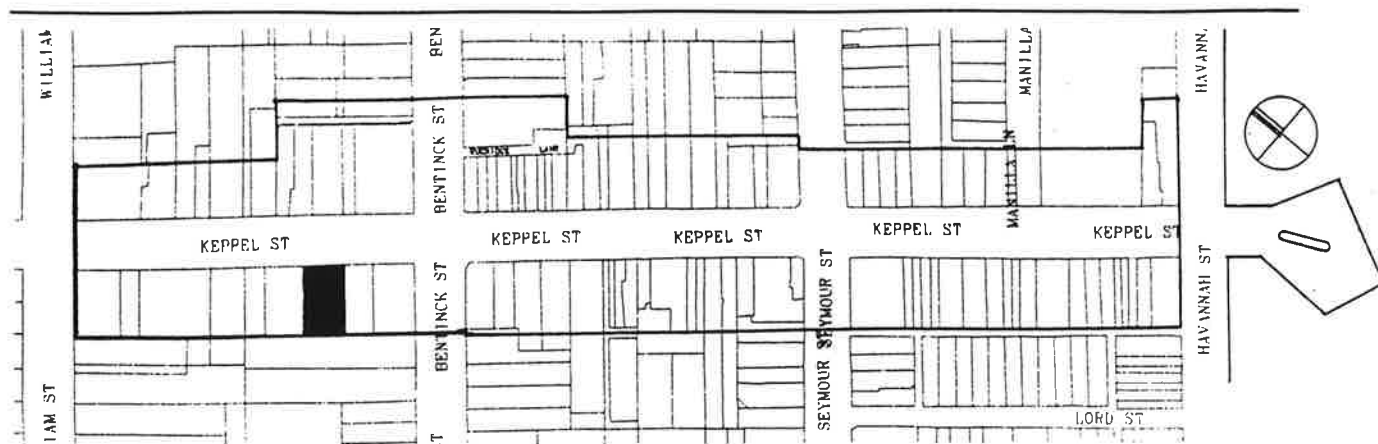 WILLIAM
BEN
MANILLA
HAVANN
BENTINCK ST
MANILLA LN
KEPPEL ST
KEPPEL ST
KEPPEL ST
KEPPEL ST
KEPPEL ST
BENTINCK ST
SEYMOUR ST
SEYMOUR ST
HAVANNAH ST
IAM ST
T
LORD ST